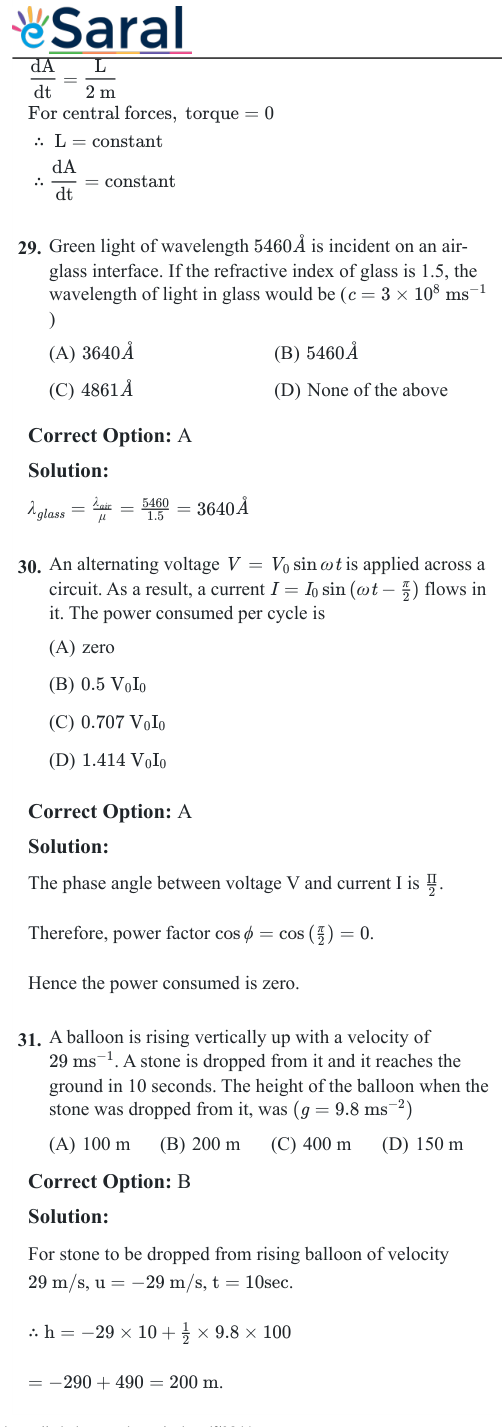 eSaral
dA/dt = L/2 m
For central forces, torque = 0
∴ L = constant
∴ dA/dt = constant
29. Green light of wavelength 5460Å is incident on an air-
glass interface. If the refractive index of glass is 1.5, the
wavelength of light in glass would be (c = 3 × 10⁸ ms⁻¹
)
(A) 3640Å (B) 5460Å
(C) 4861Å (D) None of the above
Correct Option: A
Solution:
λ_glass = λ_air/μ = 5460/1.5 = 3640Å
30. An alternating voltage V = V₀ sin ωt is applied across a
circuit. As a result, a current I = I₀ sin (ωt − π/2) flows in
it. The power consumed per cycle is
(A) zero
(B) 0.5 V₀I₀
(C) 0.707 V₀I₀
(D) 1.414 V₀I₀
Correct Option: A
Solution:
The phase angle between voltage V and current I is Π/2.
Therefore, power factor cos ϕ = cos (π/2) = 0.
Hence the power consumed is zero.
31. A balloon is rising vertically up with a velocity of
29 ms⁻¹. A stone is dropped from it and it reaches the
ground in 10 seconds. The height of the balloon when the
stone was dropped from it, was (g = 9.8 ms⁻²)
(A) 100 m (B) 200 m (C) 400 m (D) 150 m
Correct Option: B
Solution:
For stone to be dropped from rising balloon of velocity
29 m/s, u = −29 m/s, t = 10sec.
∴ h = −29 × 10 + 1/2 × 9.8 × 100
= −290 + 490 = 200 m.